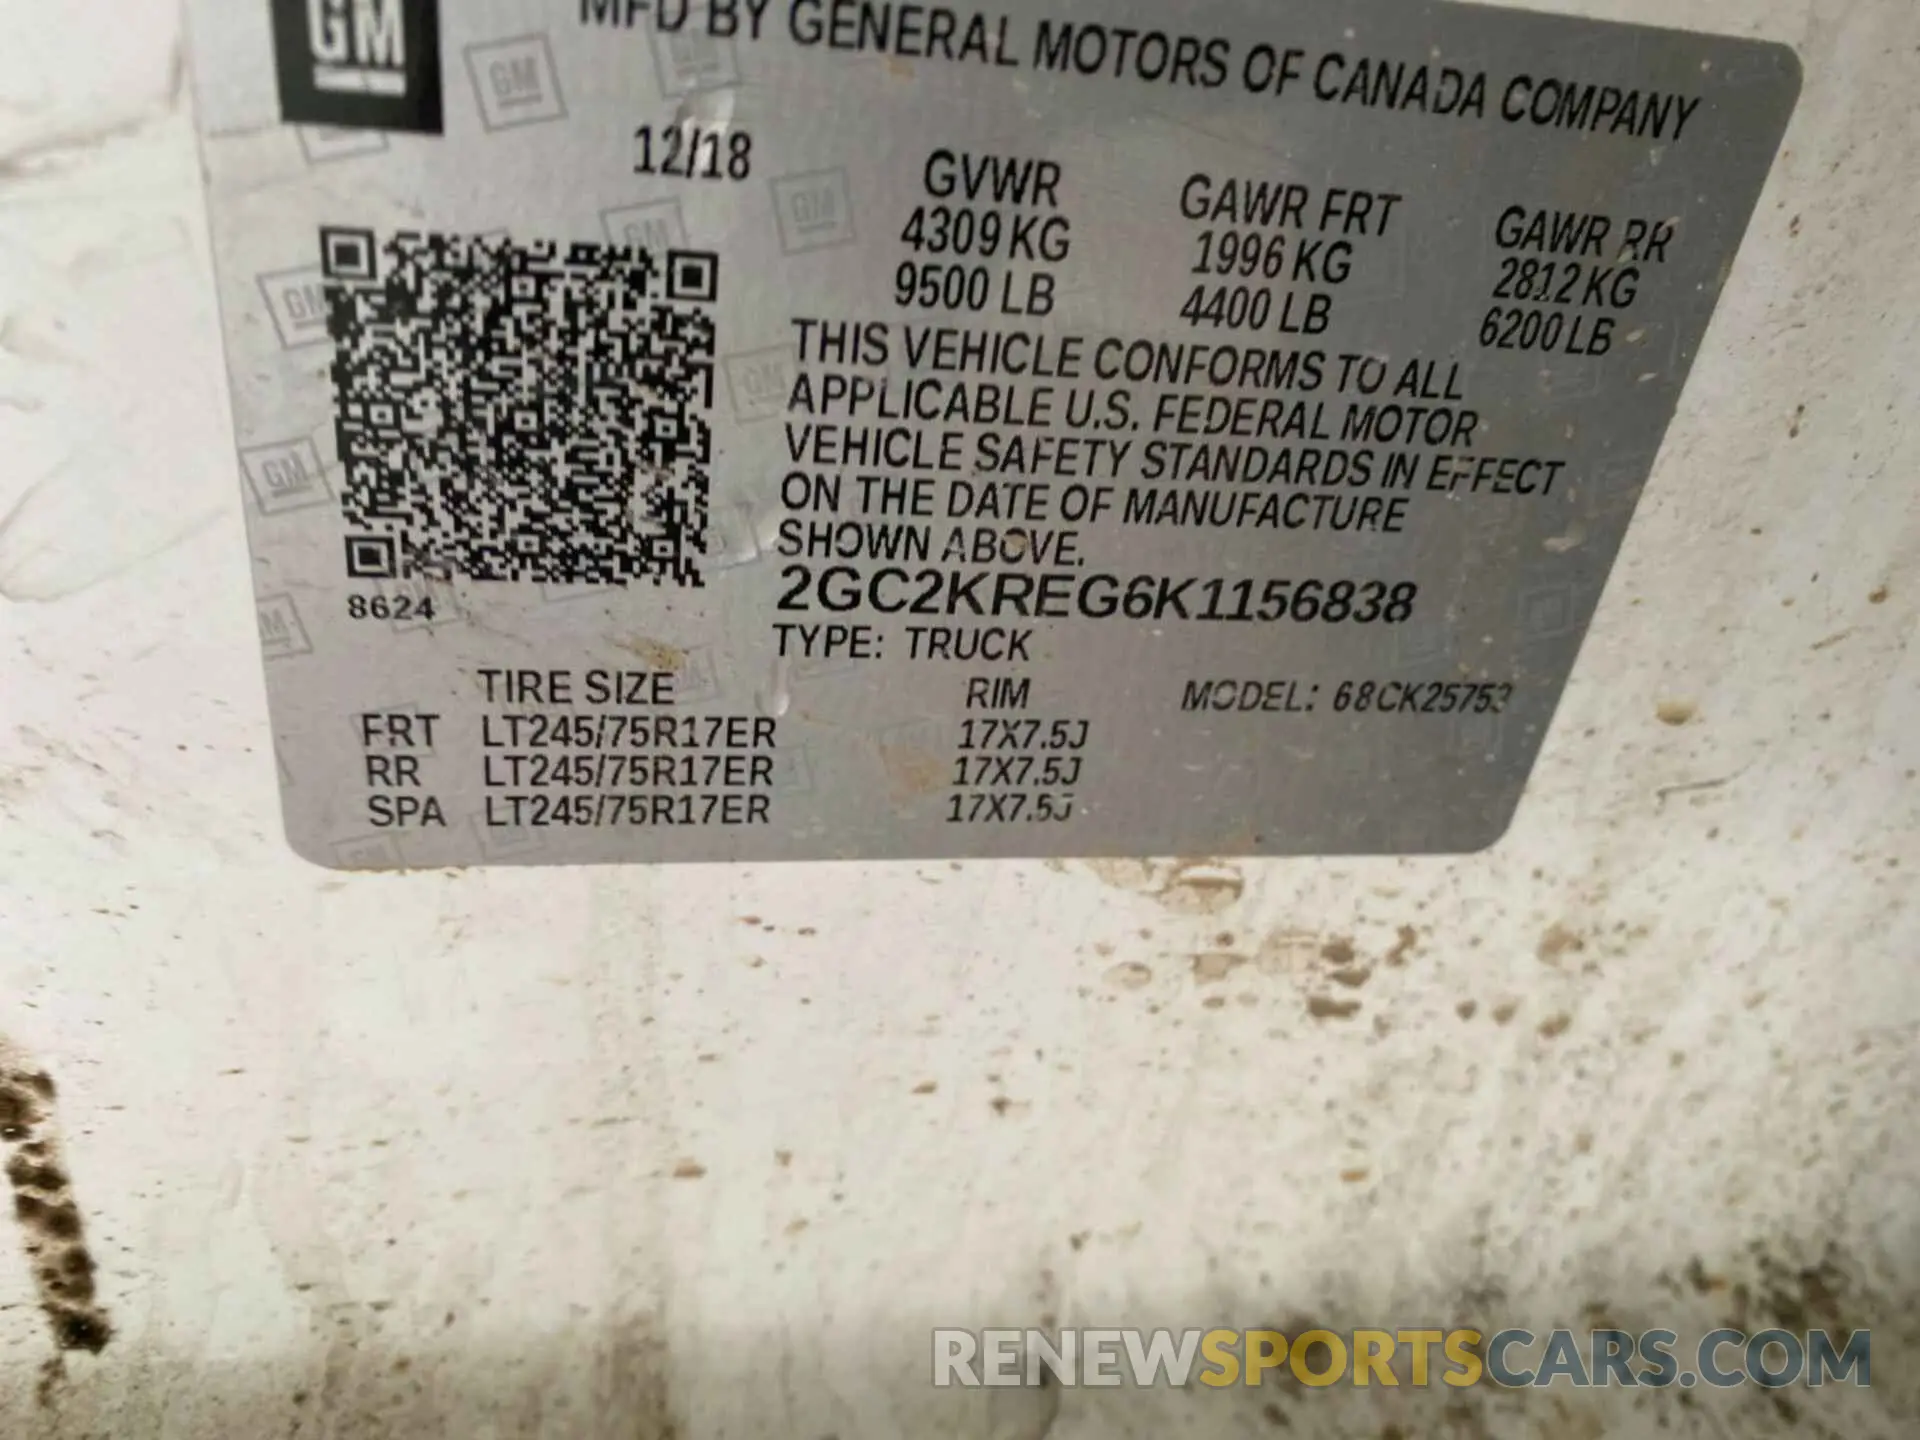 GM
MFD BY GENERAL MOTORS OF CANADA COMPANY
12/18
GVWR GAWR FRT GAWR RR
4309 KG 1996 KG 2812 KG
9500 LB 4400 LB 6200 LB
THIS VEHICLE CONFORMS TO ALL
APPLICABLE U.S. FEDERAL MOTOR
VEHICLE SAFETY STANDARDS IN EFFECT
ON THE DATE OF MANUFACTURE
SHOWN ABOVE.
8624
2GC2KREG6K1156838
TYPE: TRUCK
TIRE SIZE RIM MODEL: 68CK25753
FRT LT245/75R17ER 17X7.5J
RR LT245/75R17ER 17X7.5J
SPA LT245/75R17ER 17X7.5J
RENEWSPORTSCARS.COM